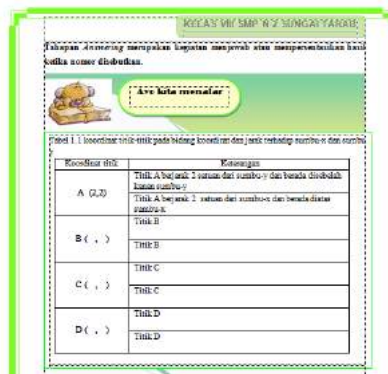 KELAS VIII SMP N 2 SUNGAI TARAB
Tahapan Answering merupakan kegiatan menjawab atau mempersentasikan hasil
ketika nomor disebutkan.
Ayo kita menalar
Tabel 1.1 koordinat titik-titik pada bidang koordinat dan jarak terhadap sumbu-x dan sumbu
y
Koordinat titik Keterangan
A (2,2)
Titik A berjarak 2 satuan dari sumbu-y dan berada disebelah
kanan sumbu-y
Titik A berjarak 2 satuan dari sumbu-x dan berada diatas
sumbu-x
B ( , )
Titik B
Titik B
C ( , )
Titik C
Titik C
D ( , )
Titik D
Titik D